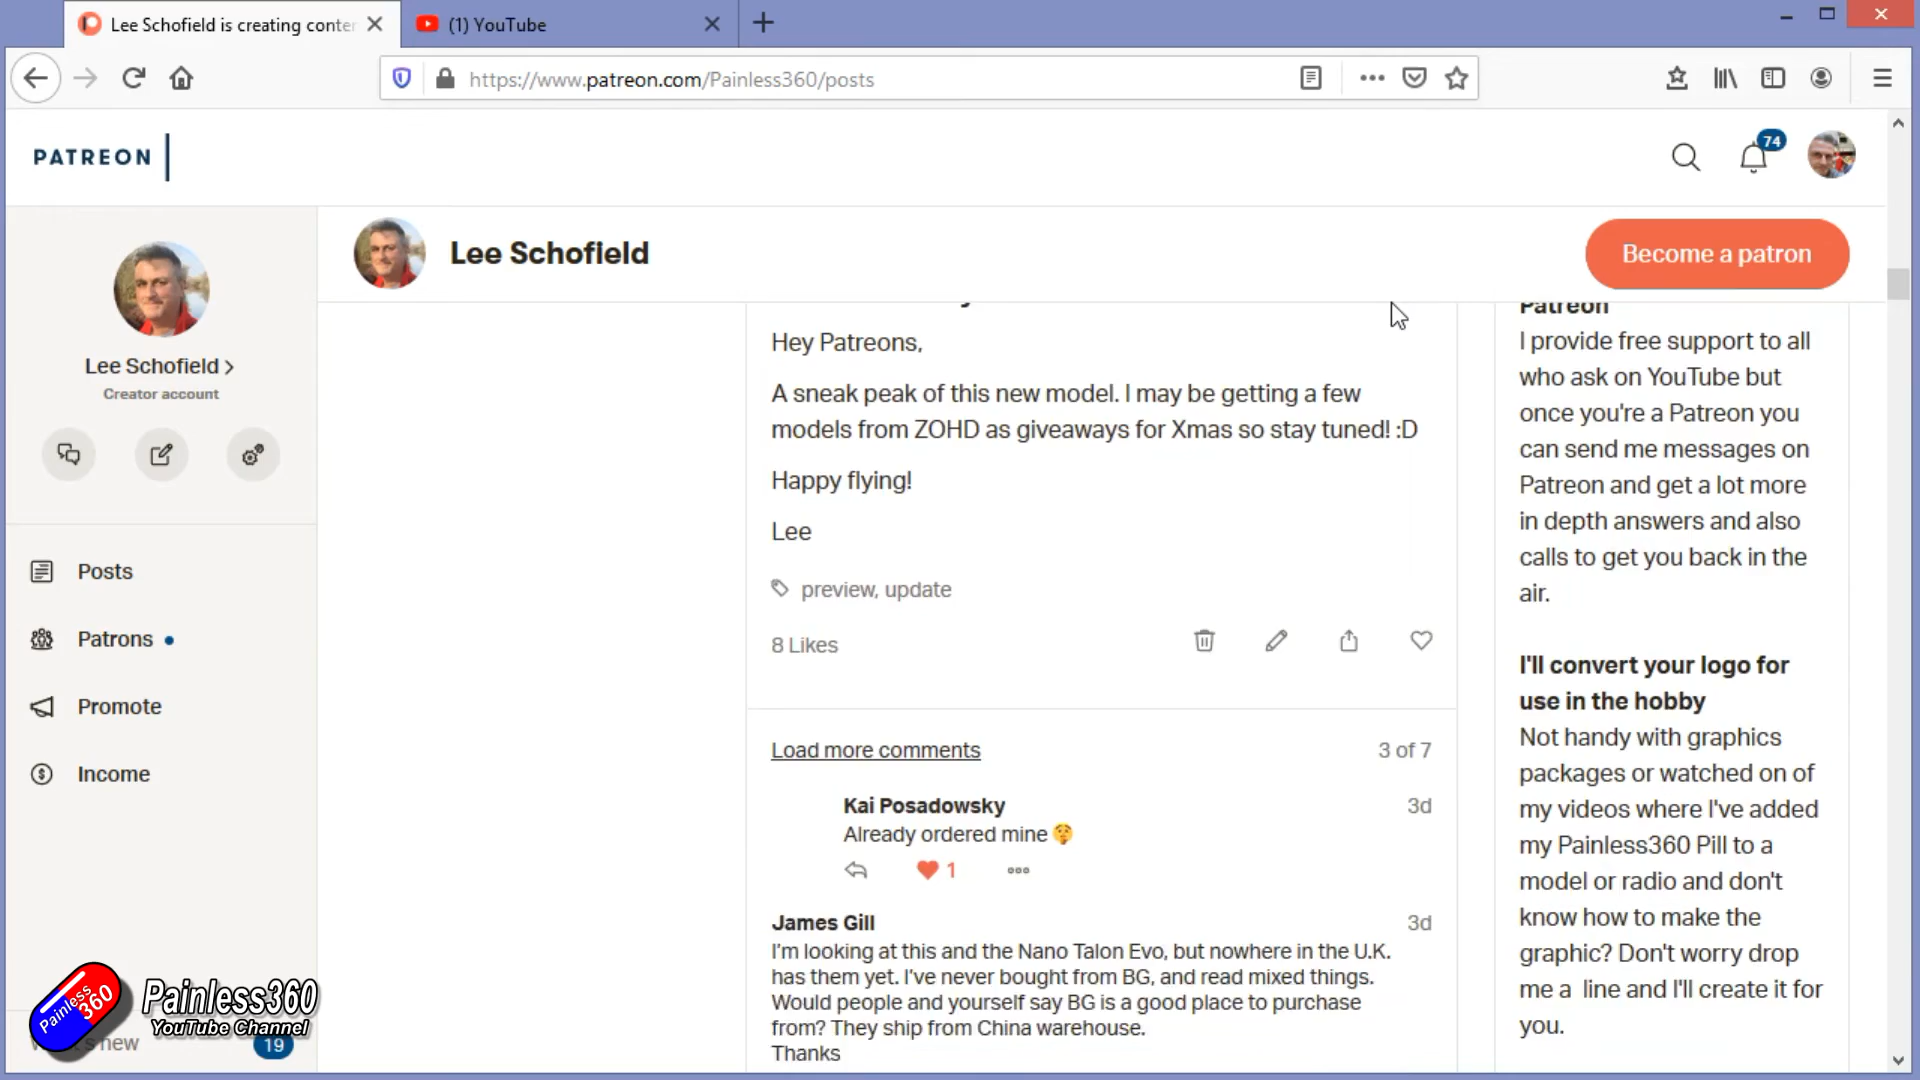 Lee Schofield is creating conter
(1) YouTube
https://www.patreon.com/Painless360/posts
PATREON
74
Lee Schofield
Creator account
Posts
Patrons
Promote
Income
19
Painless 360
Painless360
YouTube Channel
Lee Schofield
Become a patron
Hey Patreons,
A sneak peak of this new model. I may be getting a few
models from ZOHD as giveaways for Xmas so stay tuned! :D
Happy flying!
Lee
preview, update
8 Likes
Load more comments
3 of 7
Kai Posadowsky
3d
Already ordered mine 🤫
1
James Gill
3d
I'm looking at this and the Nano Talon Evo, but nowhere in the U.K.
has them yet. I've never bought from BG, and read mixed things.
Would people and yourself say BG is a good place to purchase
from? They ship from China warehouse.
Thanks
Patreon
I provide free support to all
who ask on YouTube but
once you're a Patreon you
can send me messages on
Patreon and get a lot more
in depth answers and also
calls to get you back in the
air.
I'll convert your logo for
use in the hobby
Not handy with graphics
packages or watched on of
my videos where I've added
my Painless360 Pill to a
model or radio and don't
know how to make the
graphic? Don't worry drop
me a line and I'll create it for
you.